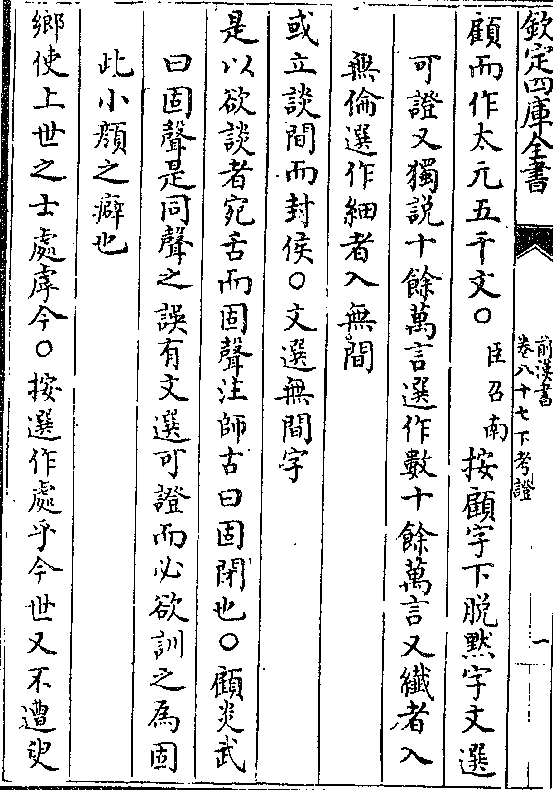 欽定四庫全書
前漢書
卷八十七下考證
一
顧而作太元五千文○臣召南按顧字下脱默字文選
可證又獨説十餘萬言選作數十餘萬言又纎者入
無倫選作細者入無間
或立談間而封侯○文選無間字
是以欲談者宛舌而固聲注師古曰固閉也○顧炎武
曰固聲是同聲之誤有文選可證而必欲訓之為固
此小顔之癖也
鄉使上世之士處虖今○按選作處乎今世又不遭㕰